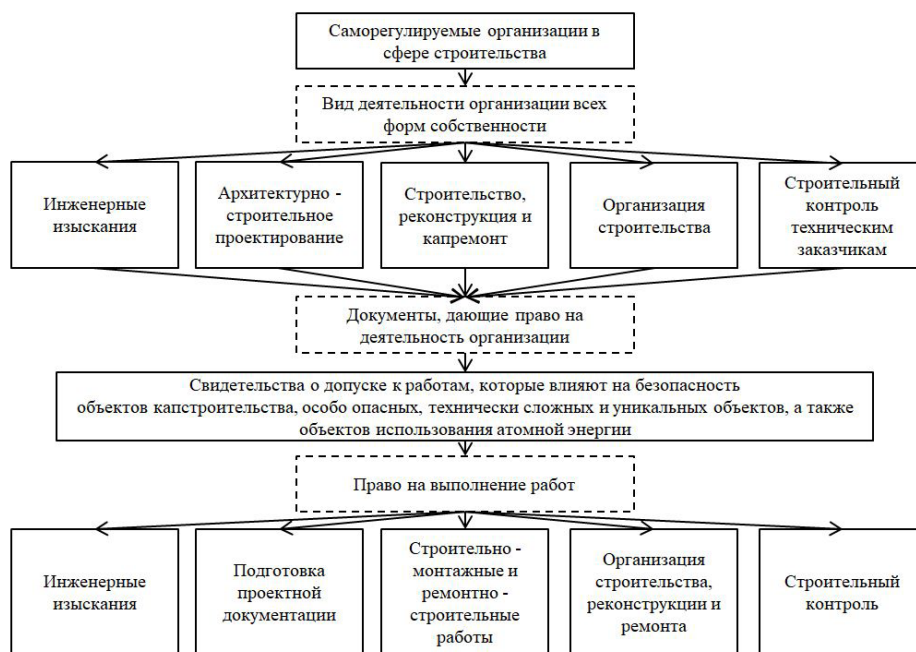 Саморегулируемые организации в
сфере строительства
Вид деятельности организации всех
форм собственности
Инженерные
изыскания
Архитектурно -
строительное
проектирование
Строительство,
реконструкция и
капремонт
Организация
строительства
Строительный
контроль
техническим
заказчикам
Документы, дающие право на
деятельность организации
Свидетельства о допуске к работам, которые влияют на безопасность
объектов капстроительства, особо опасных, технически сложных и уникальных объектов, а также
объектов использования атомной энергии
Право на выполнение работ
Инженерные
изыскания
Подготовка
проектной
документации
Строительно -
монтажные и
ремонтно -
строительные
работы
Организация
строительства,
реконструкции и
ремонта
Строительный
контроль